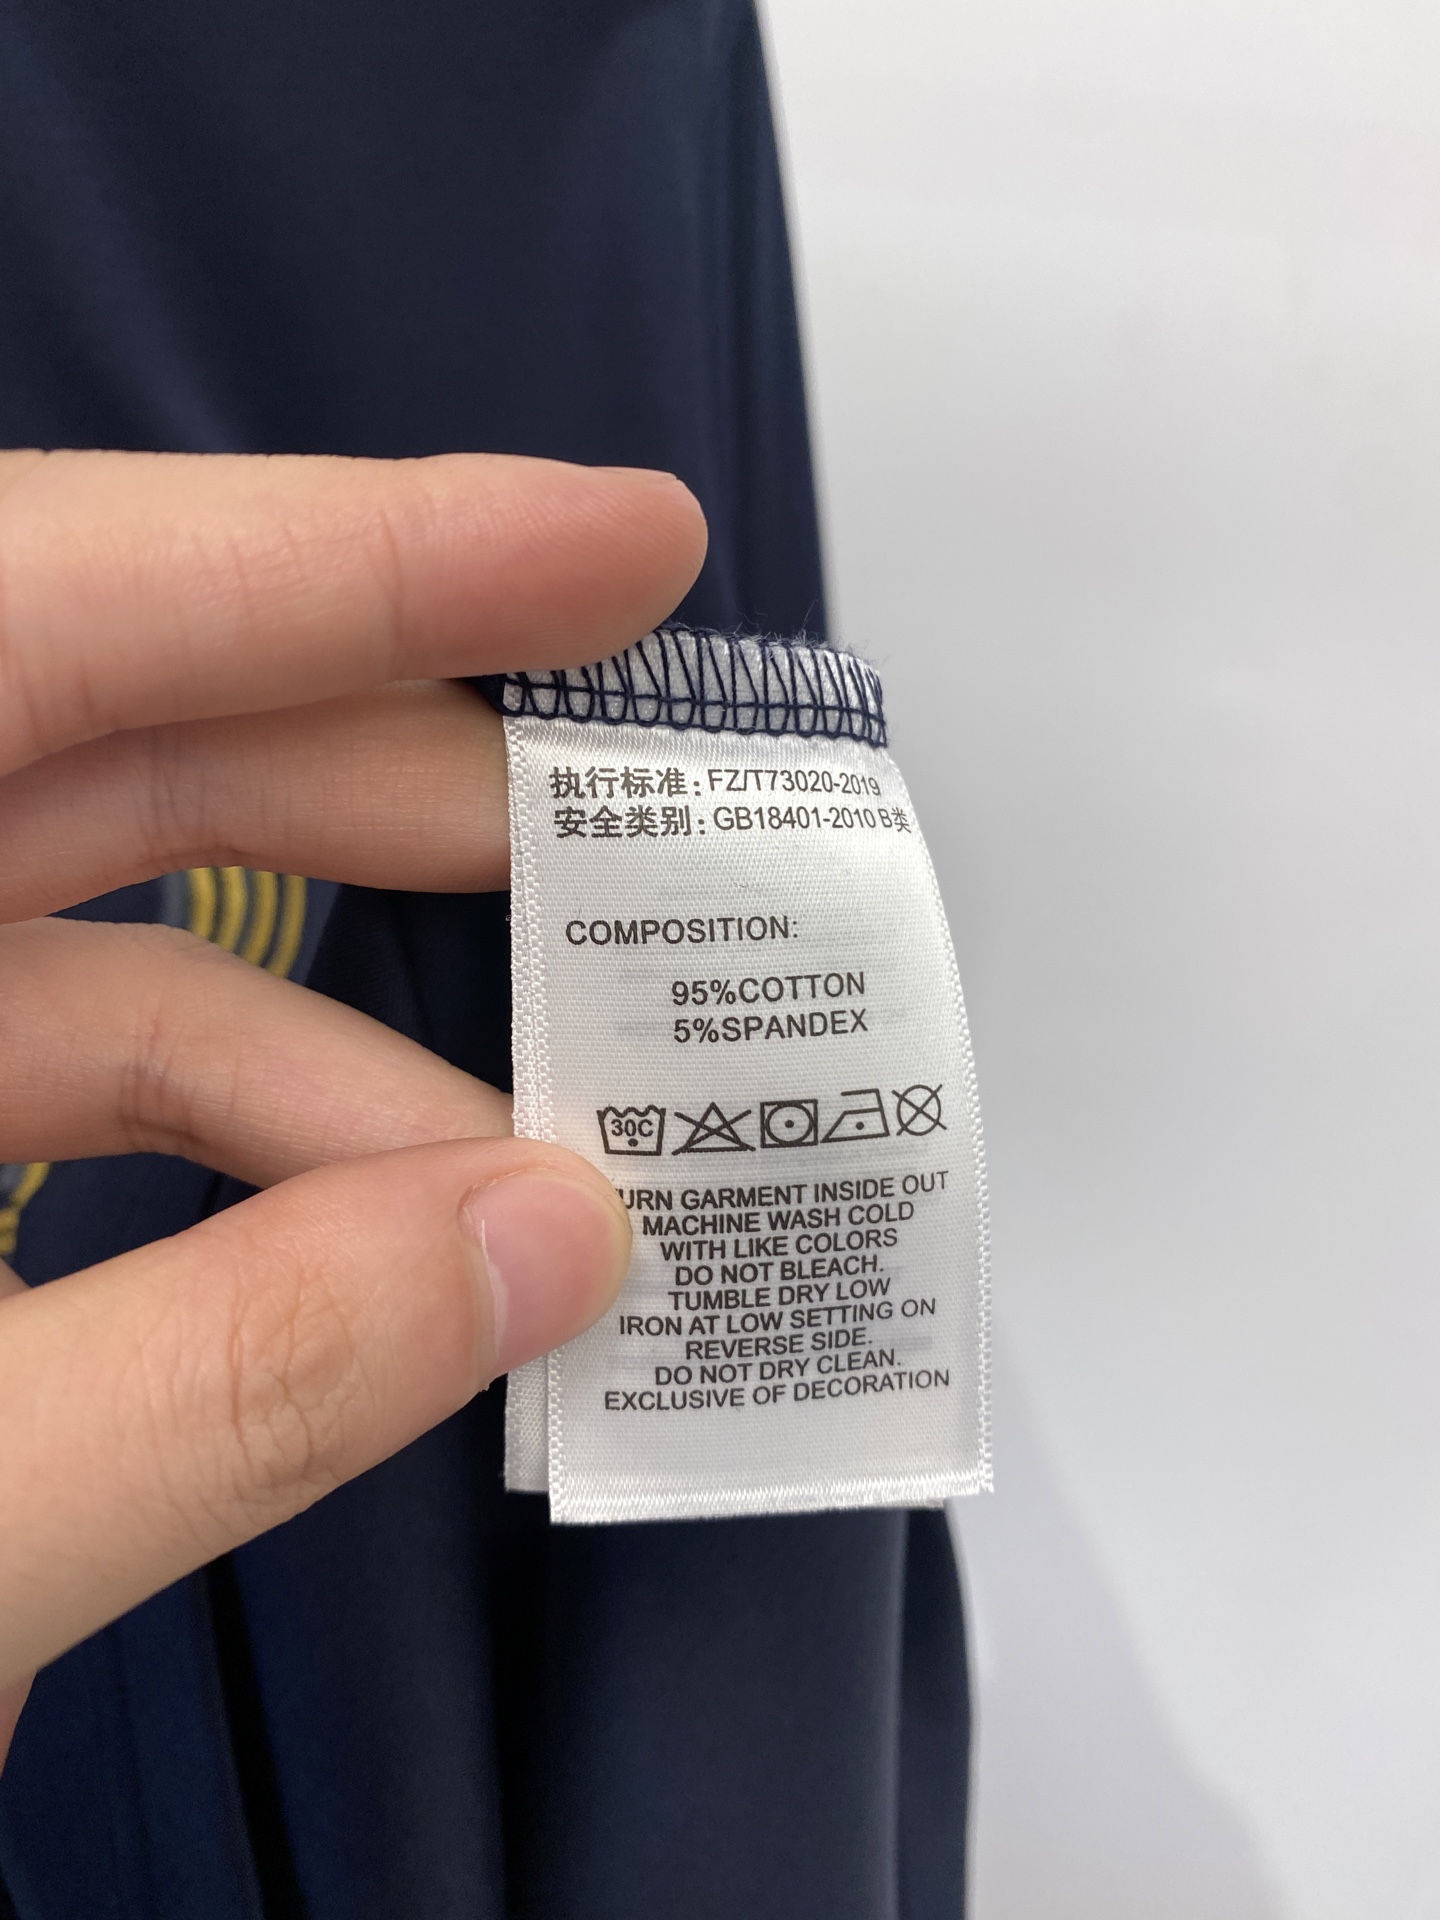 执行标准: FZ/T73020-2019
安全类别: GB18401-2010 B类
COMPOSITION:
95%COTTON
5%SPANDEX
30C
URN GARMENT INSIDE OUT
MACHINE WASH COLD
WITH LIKE COLORS
DO NOT BLEACH.
TUMBLE DRY LOW
IRON AT LOW SETTING ON
REVERSE SIDE.
DO NOT DRY CLEAN.
EXCLUSIVE OF DECORATION